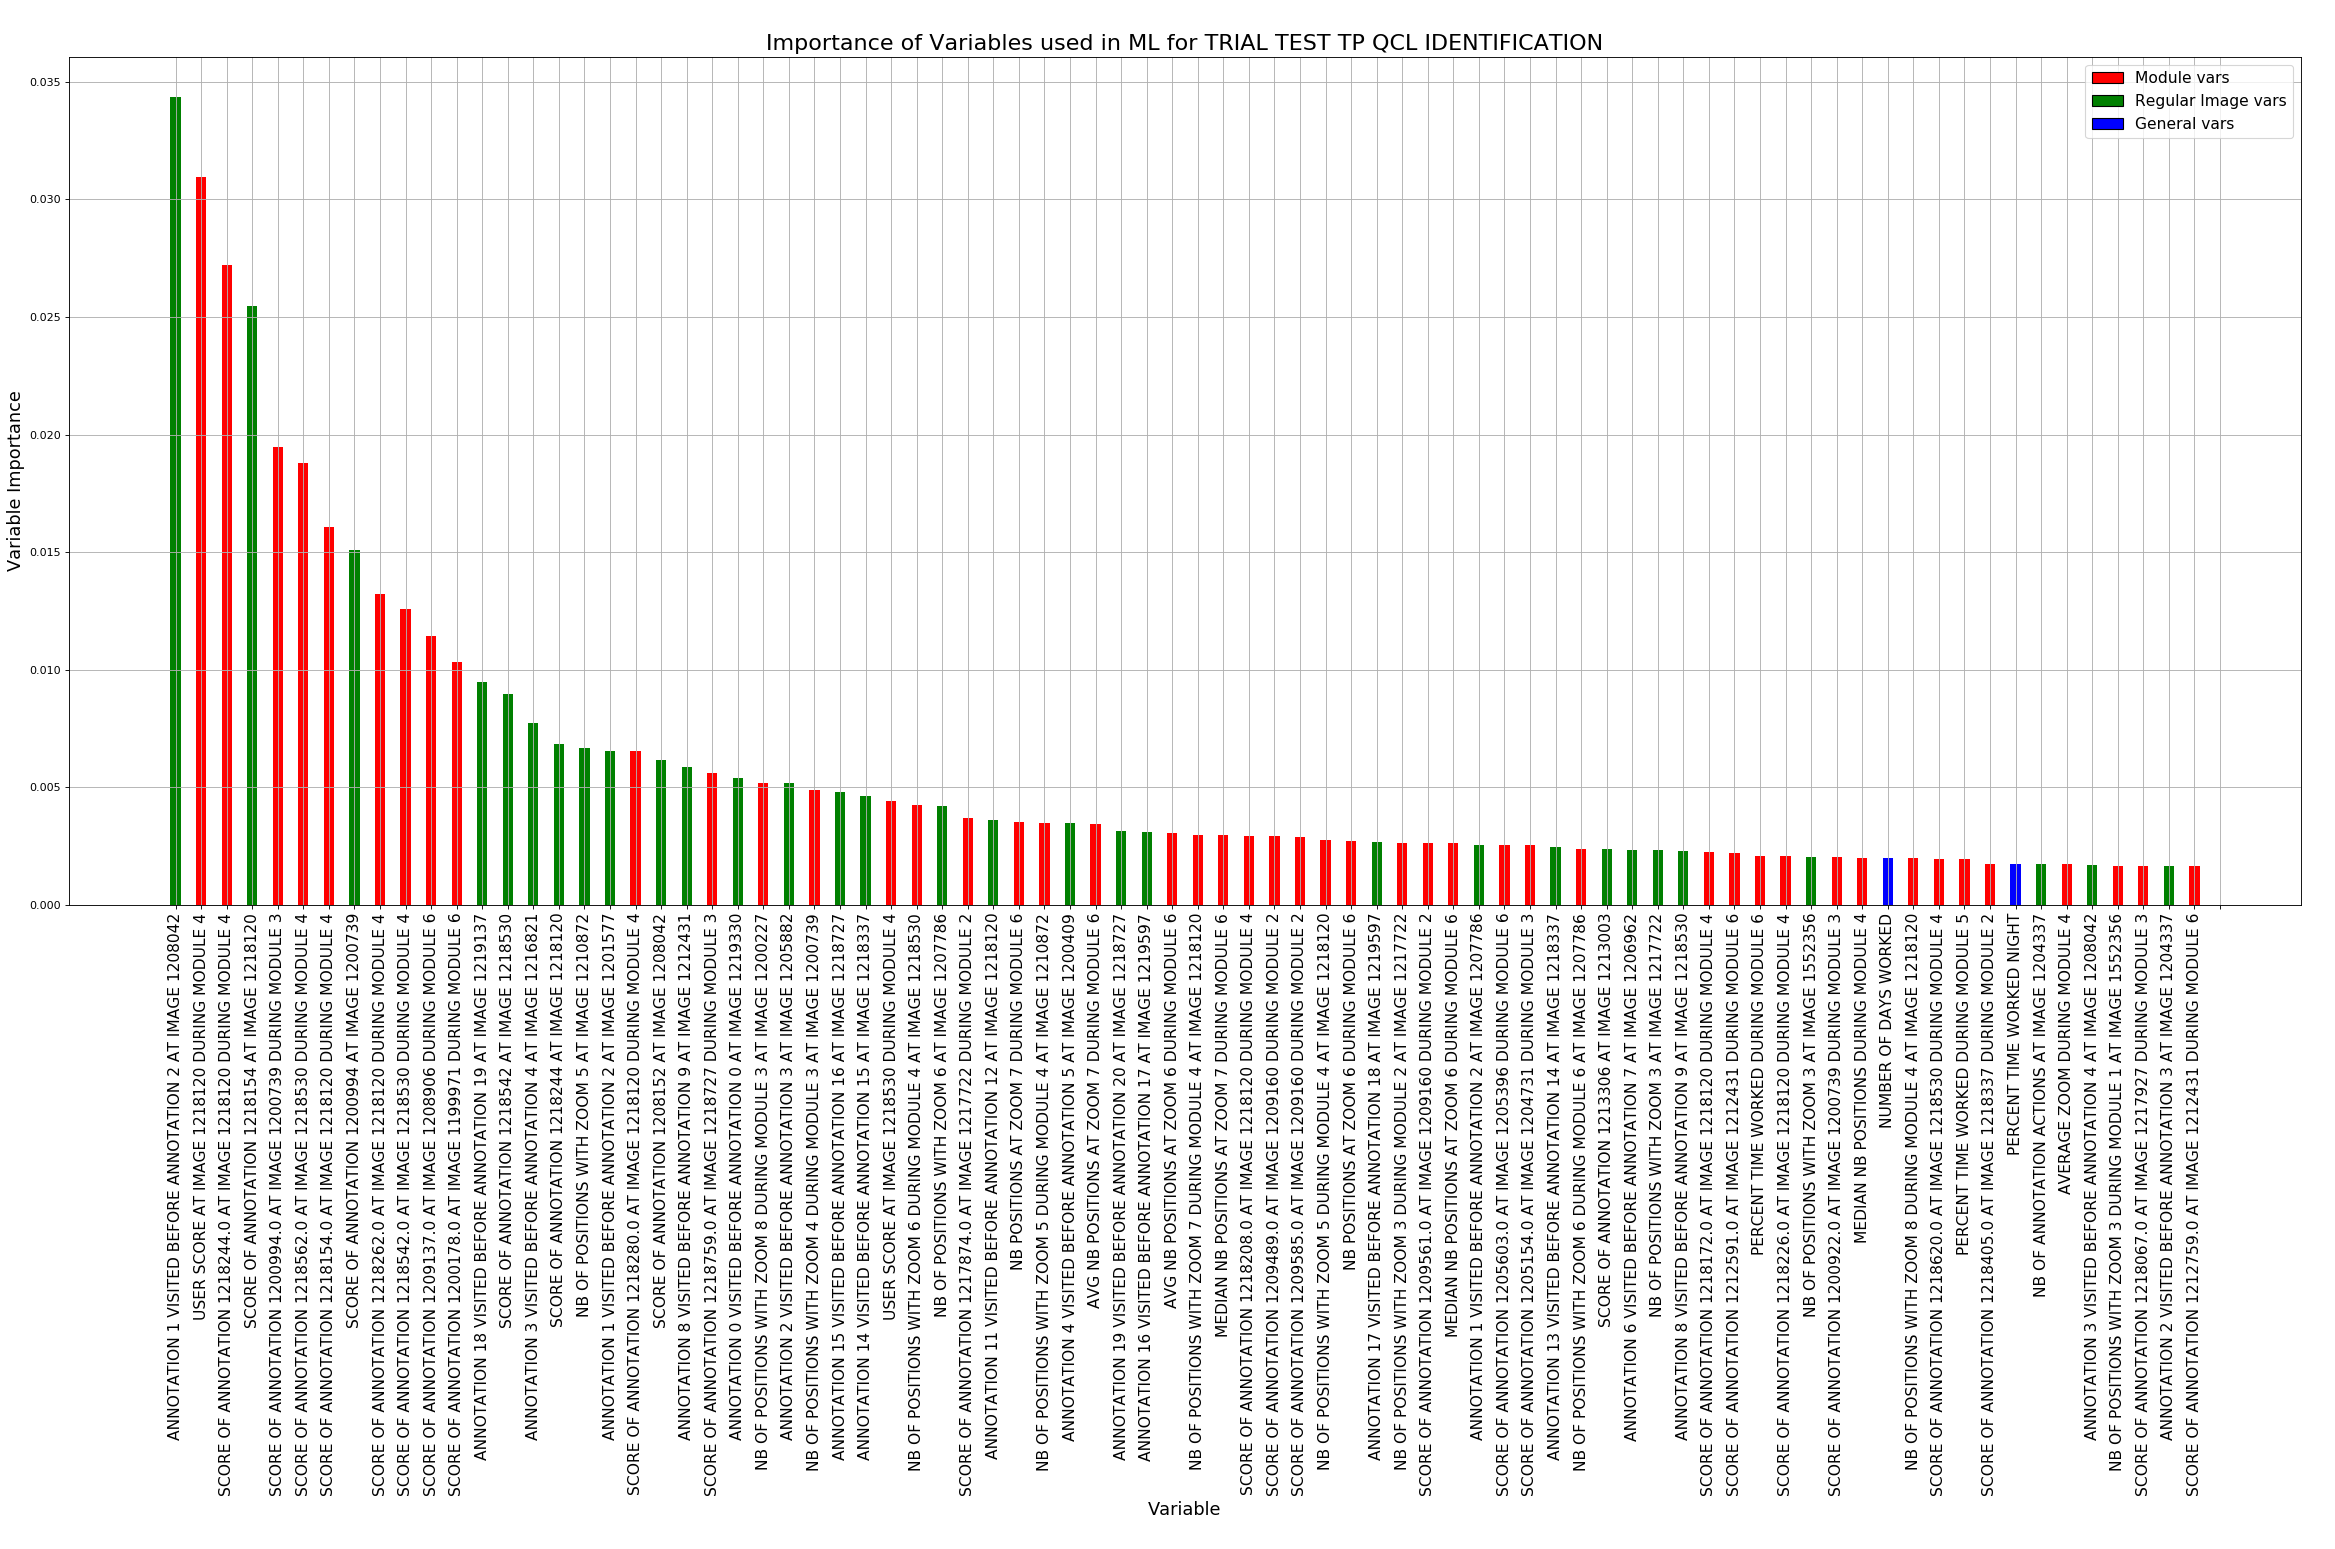 Importance of Variables used in ML for TRIAL TEST TP QCL IDENTIFICATION
Module vars
Regular Image vars
General vars
Variable Importance
0.035
0.030
0.025
0.020
0.015
0.010
0.005
0.000
ANNOTATION 1 VISITED BEFORE ANNOTATION 2 AT IMAGE 1208042
USER SCORE AT IMAGE 1218120 DURING MODULE 4
SCORE OF ANNOTATION 1218244.0 AT IMAGE 1218120 DURING MODULE 4
SCORE OF ANNOTATION 1218154 AT IMAGE 1218120
SCORE OF ANNOTATION 1200994.0 AT IMAGE 1200739 DURING MODULE 3
SCORE OF ANNOTATION 1218562.0 AT IMAGE 1218530 DURING MODULE 4
SCORE OF ANNOTATION 1218154.0 AT IMAGE 1218120 DURING MODULE 4
SCORE OF ANNOTATION 1200994 AT IMAGE 1200739
SCORE OF ANNOTATION 1218262.0 AT IMAGE 1218120 DURING MODULE 4
SCORE OF ANNOTATION 1218542.0 AT IMAGE 1218530 DURING MODULE 4
SCORE OF ANNOTATION 1209137.0 AT IMAGE 1208906 DURING MODULE 6
SCORE OF ANNOTATION 1200178.0 AT IMAGE 1199971 DURING MODULE 6
ANNOTATION 18 VISITED BEFORE ANNOTATION 19 AT IMAGE 1219137
SCORE OF ANNOTATION 1218542 AT IMAGE 1218530
ANNOTATION 3 VISITED BEFORE ANNOTATION 4 AT IMAGE 1216821
SCORE OF ANNOTATION 1218244 AT IMAGE 1218120
NB OF POSITIONS WITH ZOOM 5 AT IMAGE 1210872
ANNOTATION 1 VISITED BEFORE ANNOTATION 2 AT IMAGE 1201577
SCORE OF ANNOTATION 1218280.0 AT IMAGE 1218120 DURING MODULE 4
SCORE OF ANNOTATION 1208152 AT IMAGE 1208042
ANNOTATION 8 VISITED BEFORE ANNOTATION 9 AT IMAGE 1212431
SCORE OF ANNOTATION 1218759.0 AT IMAGE 1218727 DURING MODULE 3
ANNOTATION 0 VISITED BEFORE ANNOTATION 0 AT IMAGE 1219330
NB OF POSITIONS WITH ZOOM 8 DURING MODULE 3 AT IMAGE 1200227
ANNOTATION 2 VISITED BEFORE ANNOTATION 3 AT IMAGE 1205882
NB OF POSITIONS WITH ZOOM 4 DURING MODULE 3 AT IMAGE 1200739
ANNOTATION 15 VISITED BEFORE ANNOTATION 16 AT IMAGE 1218727
ANNOTATION 14 VISITED BEFORE ANNOTATION 15 AT IMAGE 1218337
USER SCORE AT IMAGE 1218530 DURING MODULE 4
NB OF POSITIONS WITH ZOOM 6 DURING MODULE 4 AT IMAGE 1218530
NB OF POSITIONS WITH ZOOM 6 AT IMAGE 1207786
SCORE OF ANNOTATION 1217874.0 AT IMAGE 1217722 DURING MODULE 2
ANNOTATION 11 VISITED BEFORE ANNOTATION 12 AT IMAGE 1218120
NB POSITIONS AT ZOOM 7 DURING MODULE 6
NB OF POSITIONS WITH ZOOM 5 DURING MODULE 4 AT IMAGE 1210872
ANNOTATION 4 VISITED BEFORE ANNOTATION 5 AT IMAGE 1200409
AVG NB POSITIONS AT ZOOM 7 DURING MODULE 6
ANNOTATION 19 VISITED BEFORE ANNOTATION 20 AT IMAGE 1218727
ANNOTATION 16 VISITED BEFORE ANNOTATION 17 AT IMAGE 1219597
AVG NB POSITIONS AT ZOOM 6 DURING MODULE 6
NB OF POSITIONS WITH ZOOM 7 DURING MODULE 4 AT IMAGE 1218120
MEDIAN NB POSITIONS AT ZOOM 7 DURING MODULE 6
SCORE OF ANNOTATION 1218208.0 AT IMAGE 1218120 DURING MODULE 4
SCORE OF ANNOTATION 1209489.0 AT IMAGE 1209160 DURING MODULE 2
SCORE OF ANNOTATION 1209585.0 AT IMAGE 1209160 DURING MODULE 2
NB OF POSITIONS WITH ZOOM 5 DURING MODULE 4 AT IMAGE 1218120
NB POSITIONS AT ZOOM 6 DURING MODULE 6
ANNOTATION 17 VISITED BEFORE ANNOTATION 18 AT IMAGE 1219597
NB OF POSITIONS WITH ZOOM 3 DURING MODULE 2 AT IMAGE 1217722
SCORE OF ANNOTATION 1209561.0 AT IMAGE 1209160 DURING MODULE 2
MEDIAN NB POSITIONS AT ZOOM 6 DURING MODULE 6
ANNOTATION 1 VISITED BEFORE ANNOTATION 2 AT IMAGE 1207786
SCORE OF ANNOTATION 1205603.0 AT IMAGE 1205396 DURING MODULE 6
SCORE OF ANNOTATION 1205154.0 AT IMAGE 1204731 DURING MODULE 3
ANNOTATION 13 VISITED BEFORE ANNOTATION 14 AT IMAGE 1218337
NB OF POSITIONS WITH ZOOM 6 DURING MODULE 6 AT IMAGE 1207786
SCORE OF ANNOTATION 1213306 AT IMAGE 1213003
ANNOTATION 6 VISITED BEFORE ANNOTATION 7 AT IMAGE 1206962
NB OF POSITIONS WITH ZOOM 3 AT IMAGE 1217722
ANNOTATION 8 VISITED BEFORE ANNOTATION 9 AT IMAGE 1218530
SCORE OF ANNOTATION 1218172.0 AT IMAGE 1218120 DURING MODULE 4
SCORE OF ANNOTATION 1212591.0 AT IMAGE 1212431 DURING MODULE 6
PERCENT TIME WORKED DURING MODULE 6
SCORE OF ANNOTATION 1218226.0 AT IMAGE 1218120 DURING MODULE 4
NB OF POSITIONS WITH ZOOM 3 AT IMAGE 1552356
SCORE OF ANNOTATION 1200922.0 AT IMAGE 1200739 DURING MODULE 3
MEDIAN NB POSITIONS DURING MODULE 4
NUMBER OF DAYS WORKED
NB OF POSITIONS WITH ZOOM 8 DURING MODULE 4 AT IMAGE 1218120
SCORE OF ANNOTATION 1218620.0 AT IMAGE 1218530 DURING MODULE 4
PERCENT TIME WORKED DURING MODULE 5
SCORE OF ANNOTATION 1218405.0 AT IMAGE 1218337 DURING MODULE 2
PERCENT TIME WORKED NIGHT
NB OF ANNOTATION ACTIONS AT IMAGE 1204337
AVERAGE ZOOM DURING MODULE 4
ANNOTATION 3 VISITED BEFORE ANNOTATION 4 AT IMAGE 1208042
NB OF POSITIONS WITH ZOOM 3 DURING MODULE 1 AT IMAGE 1552356
SCORE OF ANNOTATION 1218067.0 AT IMAGE 1217927 DURING MODULE 3
ANNOTATION 2 VISITED BEFORE ANNOTATION 3 AT IMAGE 1204337
SCORE OF ANNOTATION 1212759.0 AT IMAGE 1212431 DURING MODULE 6
Variable